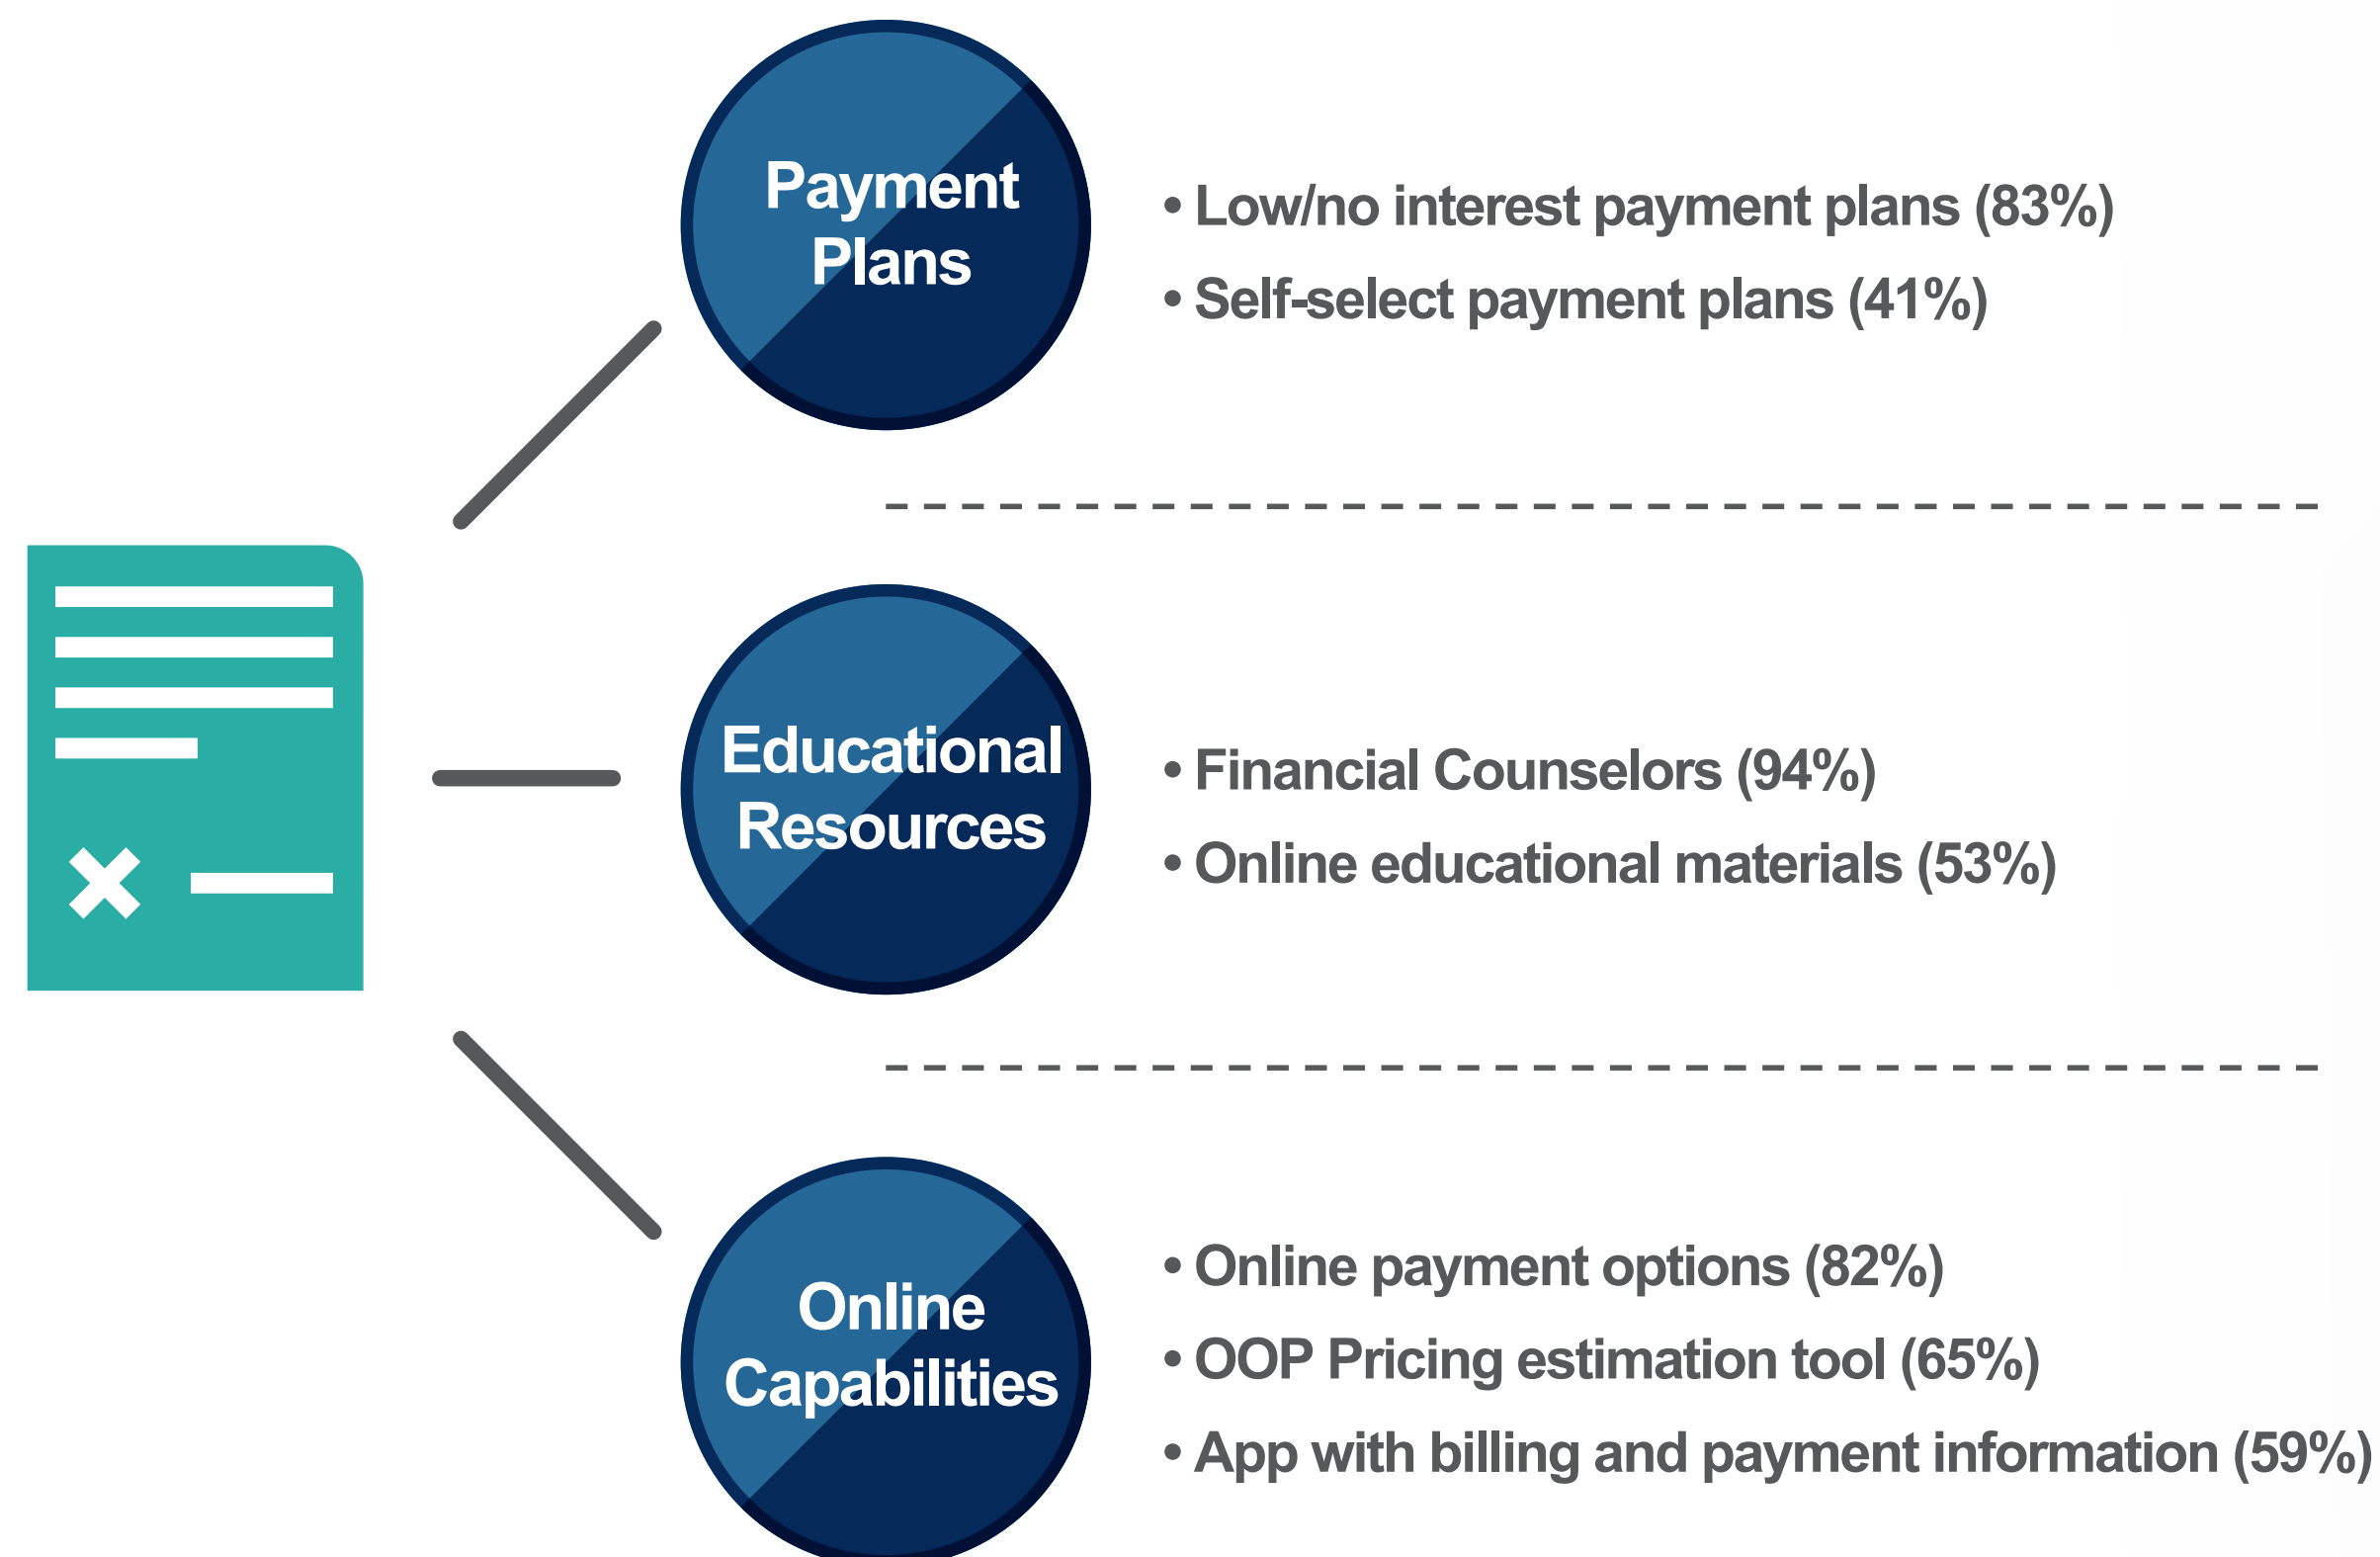 Payment
Plans
• Low/no interest payment plans (83%)
• Self-select payment plans (41%)
Educational
Resources
• Financial Counselors (94%)
• Online educational materials (53%)
Online
Capabilities
• Online payment options (82%)
• OOP Pricing estimation tool (65%)
• App with billing and payment information (59%)